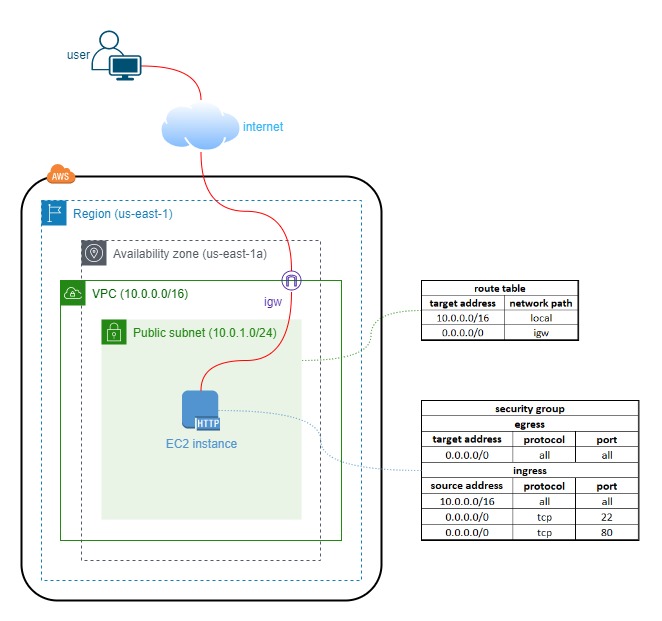 user
internet
AWS
Region (us-east-1)
Availability zone (us-east-1a)
VPC (10.0.0.0/16)
igw
Public subnet (10.0.1.0/24)
HTTP
EC2 instance
route table
target address network path
10.0.0.0/16 local
0.0.0.0/0 igw
security group
egress
target address protocol port
0.0.0.0/0 all all
ingress
source address protocol port
10.0.0.0/16 all all
0.0.0.0/0 tcp 22
0.0.0.0/0 tcp 80